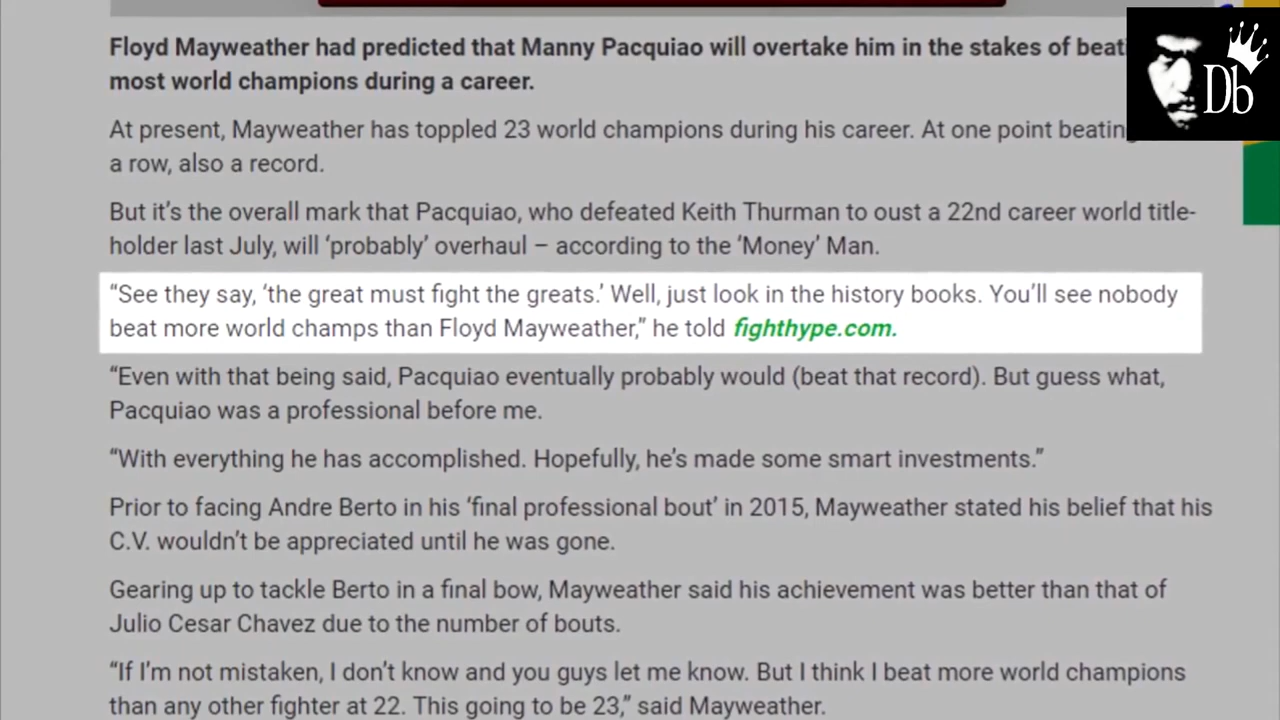 Floyd Mayweather had predicted that Manny Pacquiao will overtake him in the stakes of
most world champions during a career.
At present, Mayweather has toppled 23 world champions during his career. At one point beating
a row, also a record.
But it’s the overall mark that Pacquiao, who defeated Keith Thurman to oust a 22nd career world title-
holder last July, will ‘probably’ overhaul – according to the ‘Money’ Man.
“See they say, ‘the great must fight the greats.’ Well, just look in the history books. You’ll see nobody
beat more world champs than Floyd Mayweather,” he told fighthype.com.
“Even with that being said, Pacquiao eventually probably would (beat that record). But guess what,
Pacquiao was a professional before me.
“With everything he has accomplished. Hopefully, he’s made some smart investments.”
Prior to facing Andre Berto in his ‘final professional bout’ in 2015, Mayweather stated his belief that his
C.V. wouldn’t be appreciated until he was gone.
Gearing up to tackle Berto in a final bow, Mayweather said his achievement was better than that of
Julio Cesar Chavez due to the number of bouts.
“If I’m not mistaken, I don’t know and you guys let me know. But I think I beat more world champions
than any other fighter at 22. This going to be 23,” said Mayweather.
Db